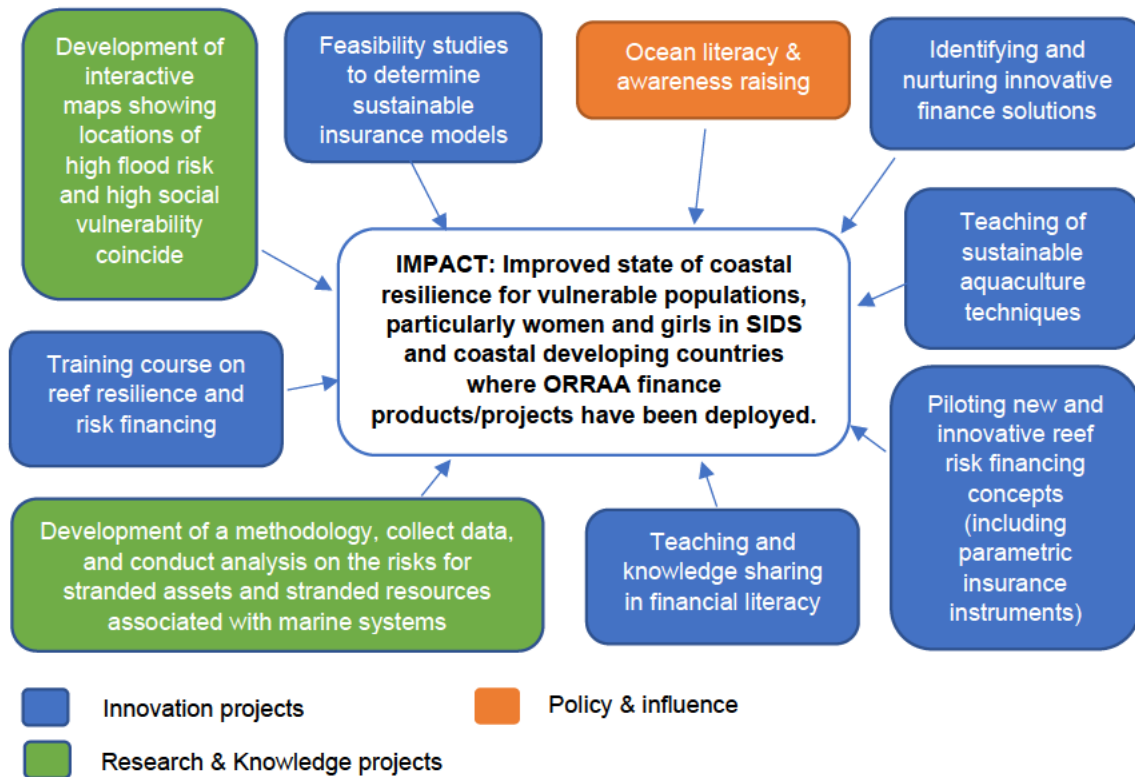 Development of
interactive
maps showing
locations of
high flood risk
and high social
vulnerability
coincide
Feasibility studies
to determine
sustainable
insurance models
Ocean literacy &
awareness raising
Identifying and
nurturing innovative
finance solutions
Teaching of
sustainable
aquaculture
techniques
IMPACT: Improved state of coastal
resilience for vulnerable populations,
particularly women and girls in SIDS
and coastal developing countries
where ORRAA finance
products/projects have been deployed.
Training course on
reef resilience and
risk financing
Piloting new and
innovative reef
risk financing
concepts
(including
parametric
insurance
instruments)
Development of a methodology, collect data,
and conduct analysis on the risks for
stranded assets and stranded resources
associated with marine systems
Teaching and
knowledge sharing
in financial literacy
Innovation projects
Policy & influence
Research & Knowledge projects